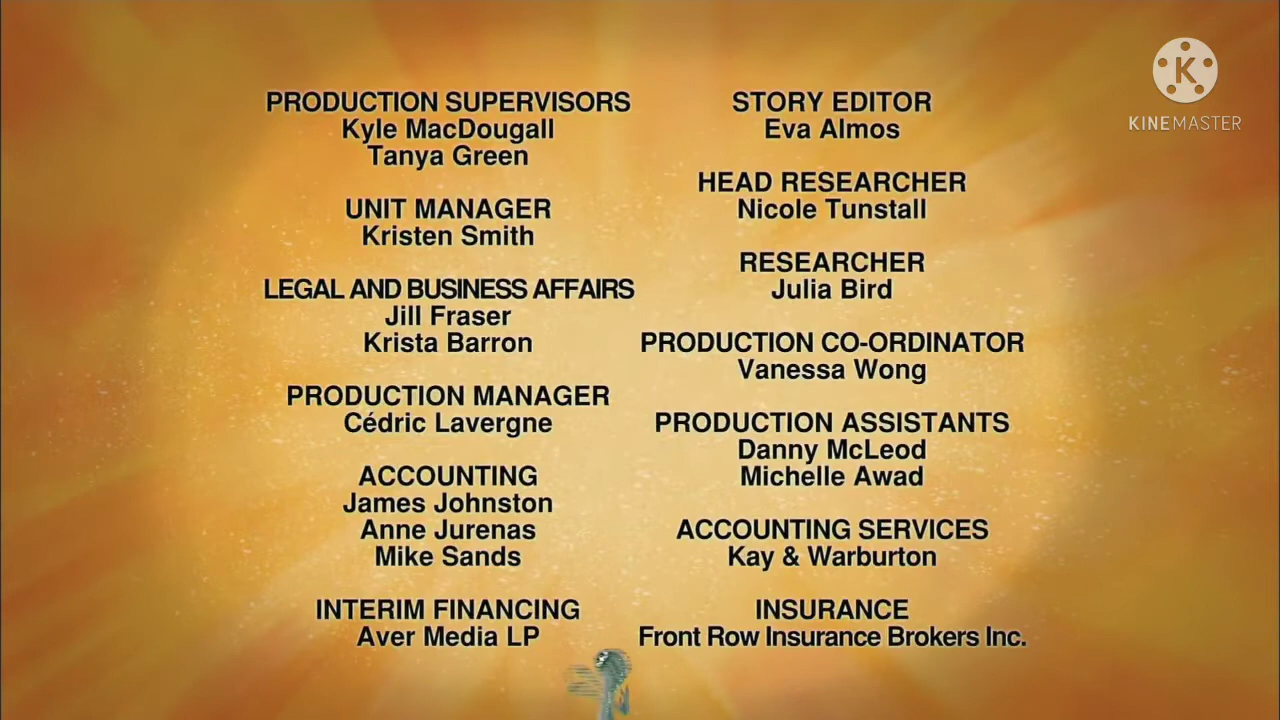 PRODUCTION SUPERVISORS
Kyle MacDougall
Tanya Green
UNIT MANAGER
Kristen Smith
LEGAL AND BUSINESS AFFAIRS
Jill Fraser
Krista Barron
PRODUCTION MANAGER
Cédric Lavergne
ACCOUNTING
James Johnston
Anne Jurenas
Mike Sands
INTERIM FINANCING
Aver Media LP
STORY EDITOR
Eva Almos
HEAD RESEARCHER
Nicole Tunstall
RESEARCHER
Julia Bird
PRODUCTION CO-ORDINATOR
Vanessa Wong
PRODUCTION ASSISTANTS
Danny McLeod
Michelle Awad
ACCOUNTING SERVICES
Kay & Warburton
INSURANCE
Front Row Insurance Brokers Inc.
K
KINEMASTER